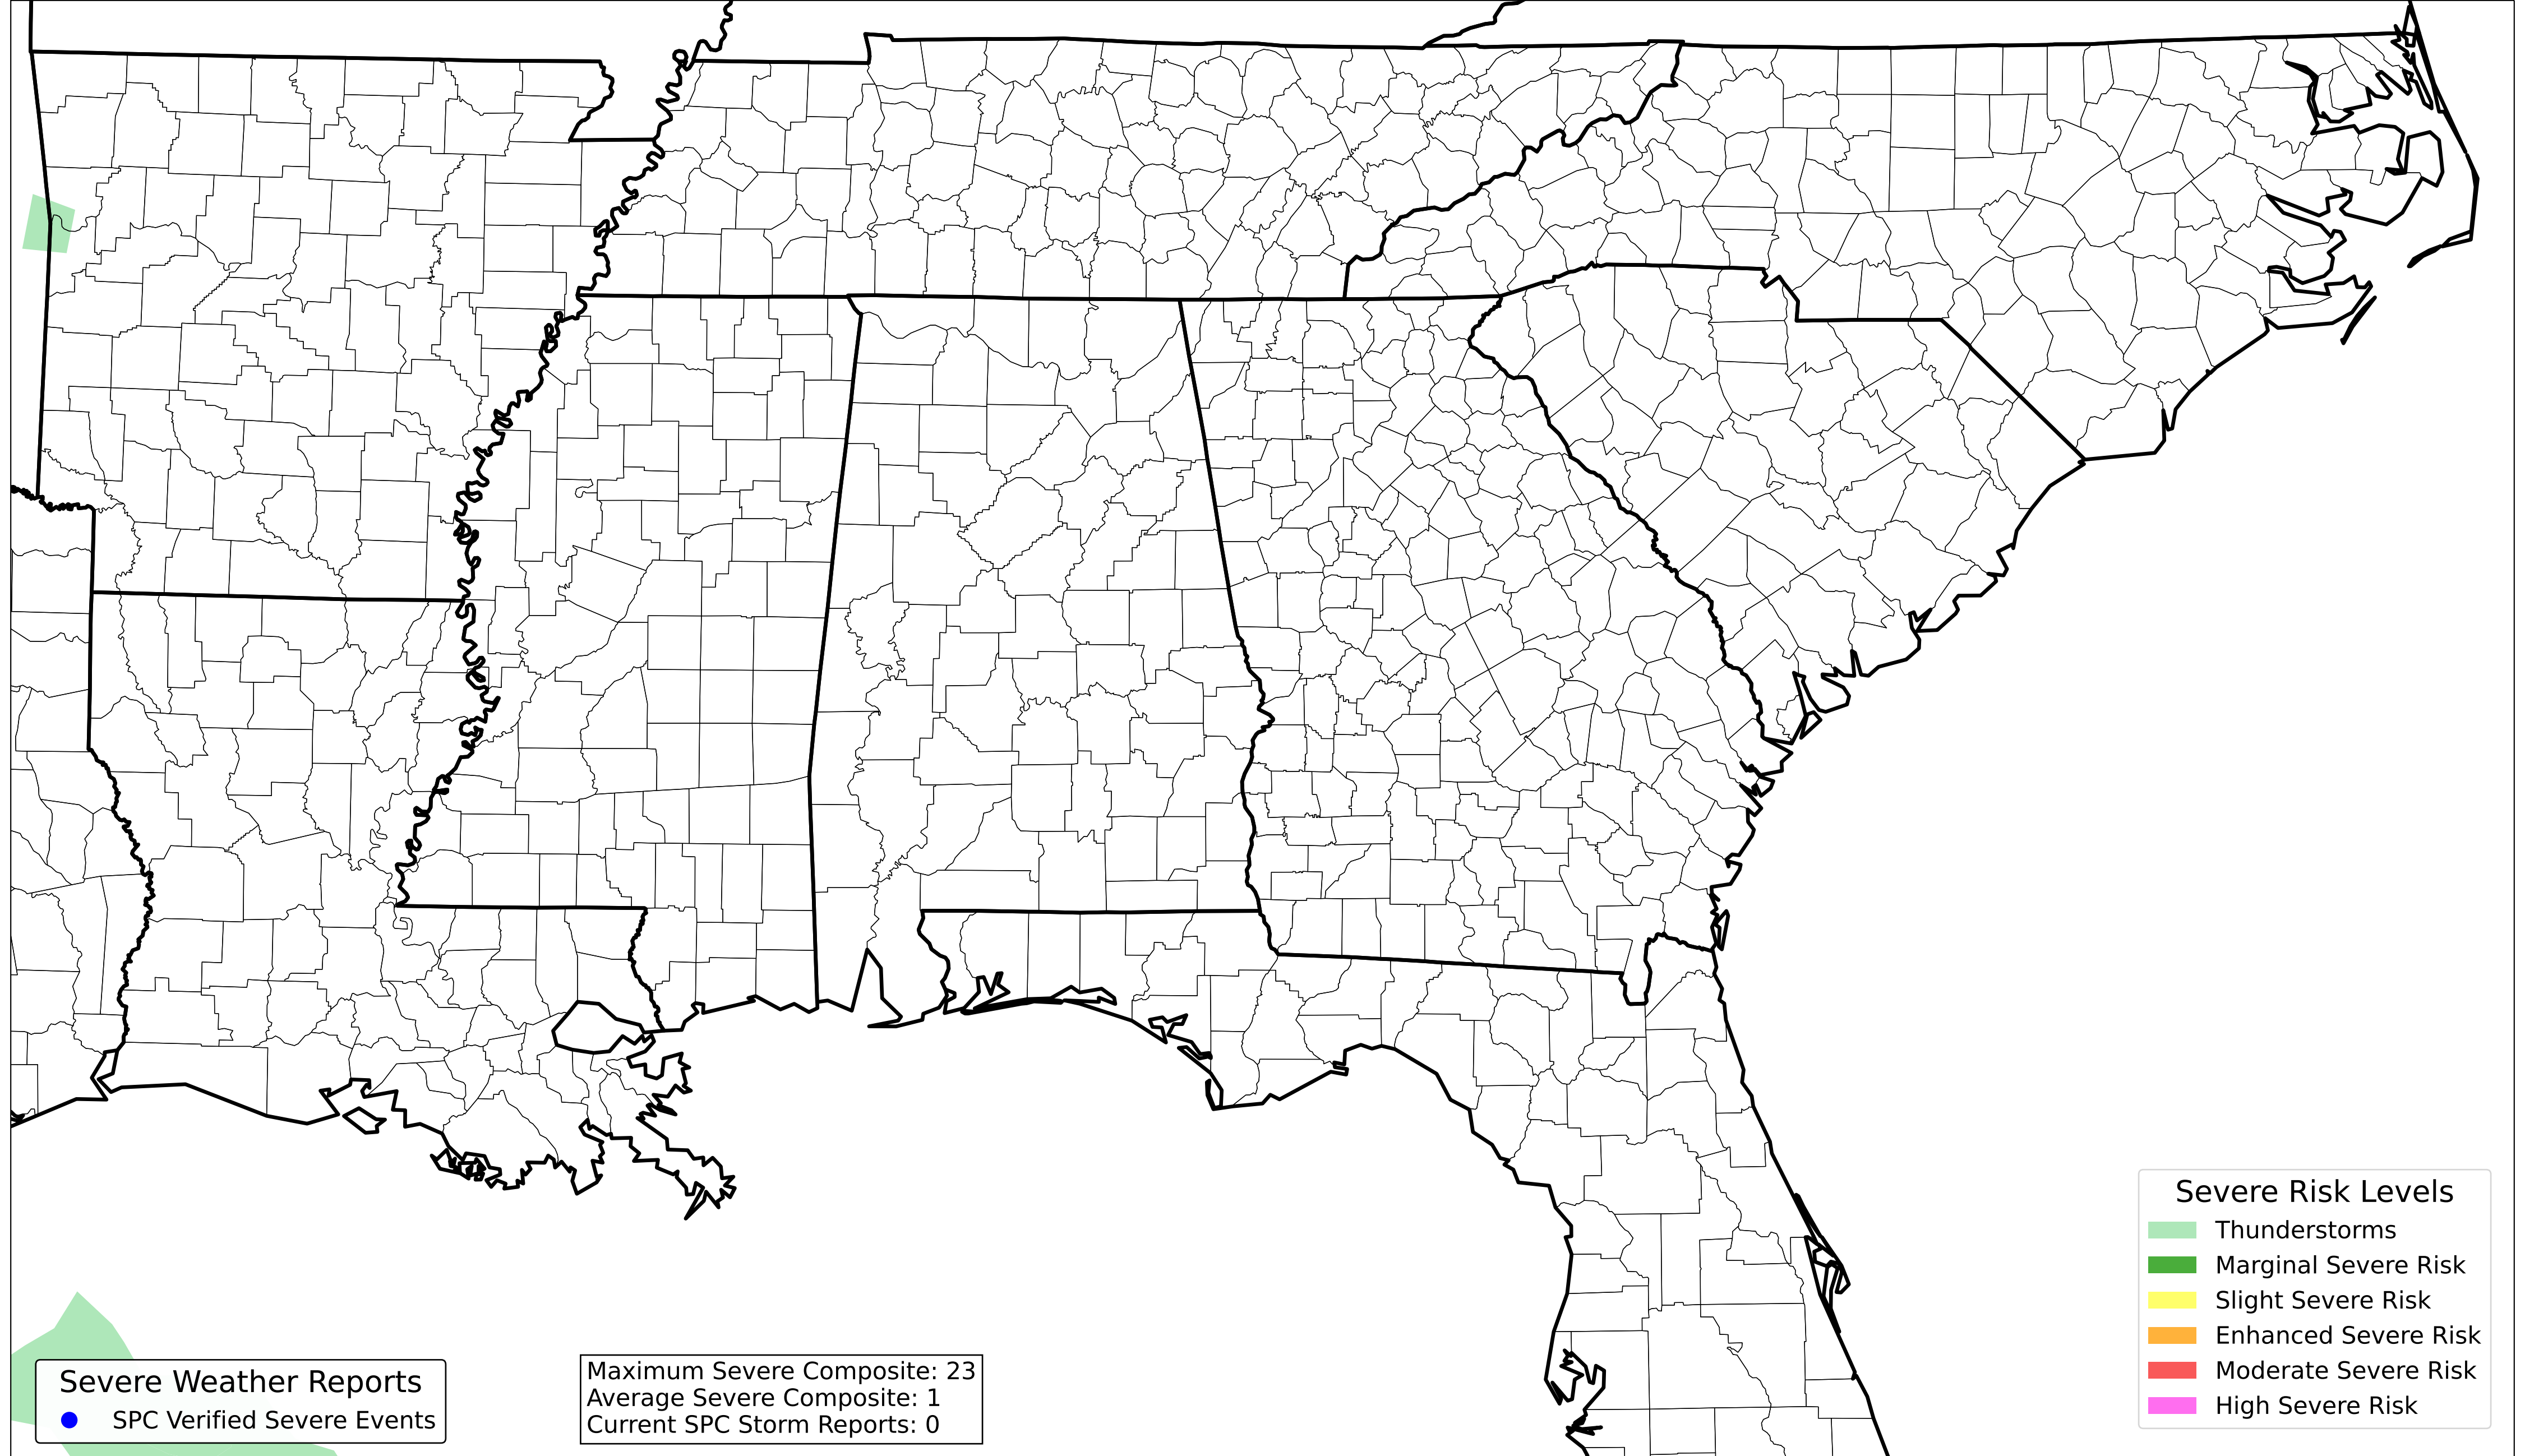 Severe Risk Levels
Thunderstorms
Marginal Severe Risk
Slight Severe Risk
Enhanced Severe Risk
Moderate Severe Risk
High Severe Risk
Severe Weather Reports
SPC Verified Severe Events
Maximum Severe Composite: 23
Average Severe Composite: 1
Current SPC Storm Reports: 0